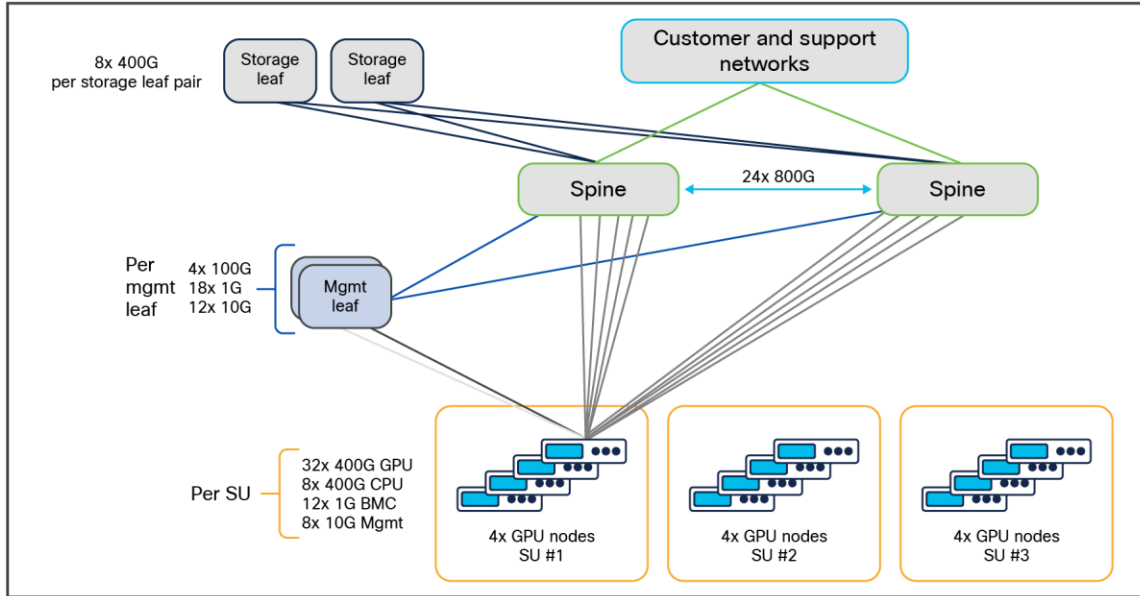 8x 400G
per storage leaf pair
Storage
leaf
Storage
leaf
Customer and support
networks
Spine
24x 800G
Spine
Per
mgmt
leaf
4x 100G
18x 1G
12x 10G
Mgmt
leaf
Per SU
32x 400G GPU
8x 400G CPU
12x 1G BMC
8x 10G Mgmt
4x GPU nodes
SU #1
4x GPU nodes
SU #2
4x GPU nodes
SU #3